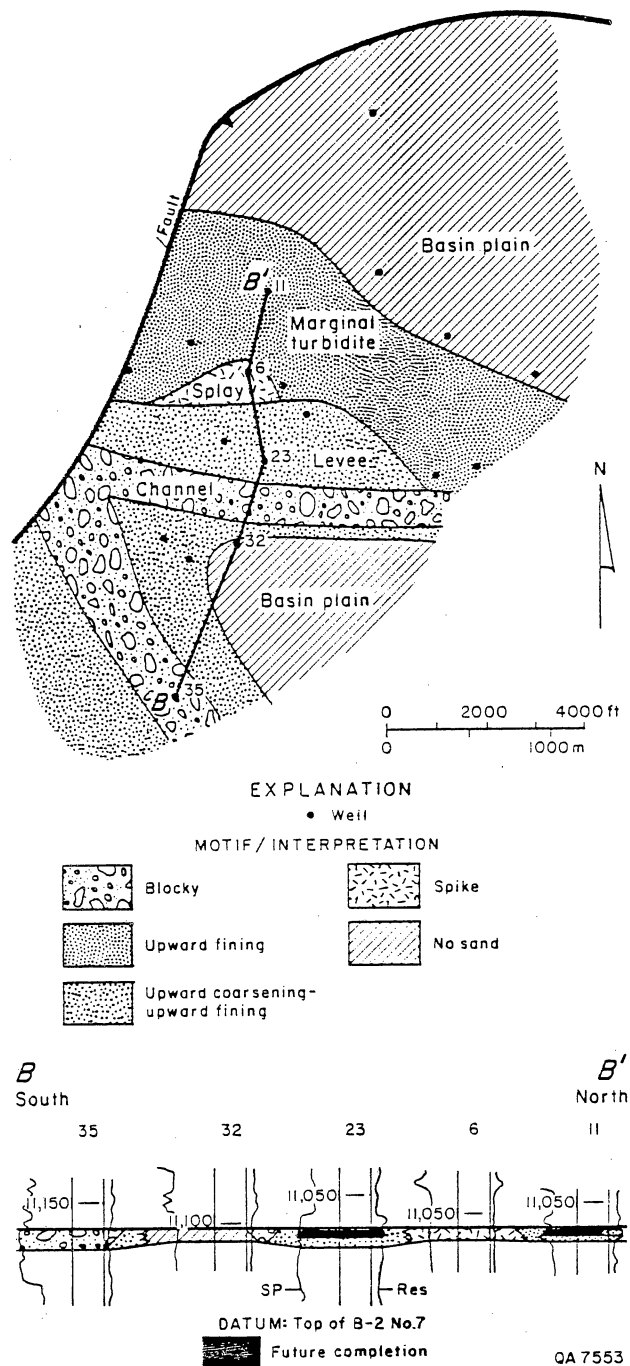 Fault
Basin plain
B'
11
Marginal
turbidite
6
Splay
23
Levee
Channel
N
32
Basin plain
B
35
0 2000 4000 ft
0 1000 m
EXPLANATION
• Well
MOTIF/INTERPRETATION
Blocky
Spike
Upward fining
No sand
Upward coarsening-
upward fining
B
South
B'
North
35 32 23 6 11
11,150
11,100
11,050
11,050
11,050
SP
Res
DATUM: Top of B-2 No.7
Future completion
QA 7553